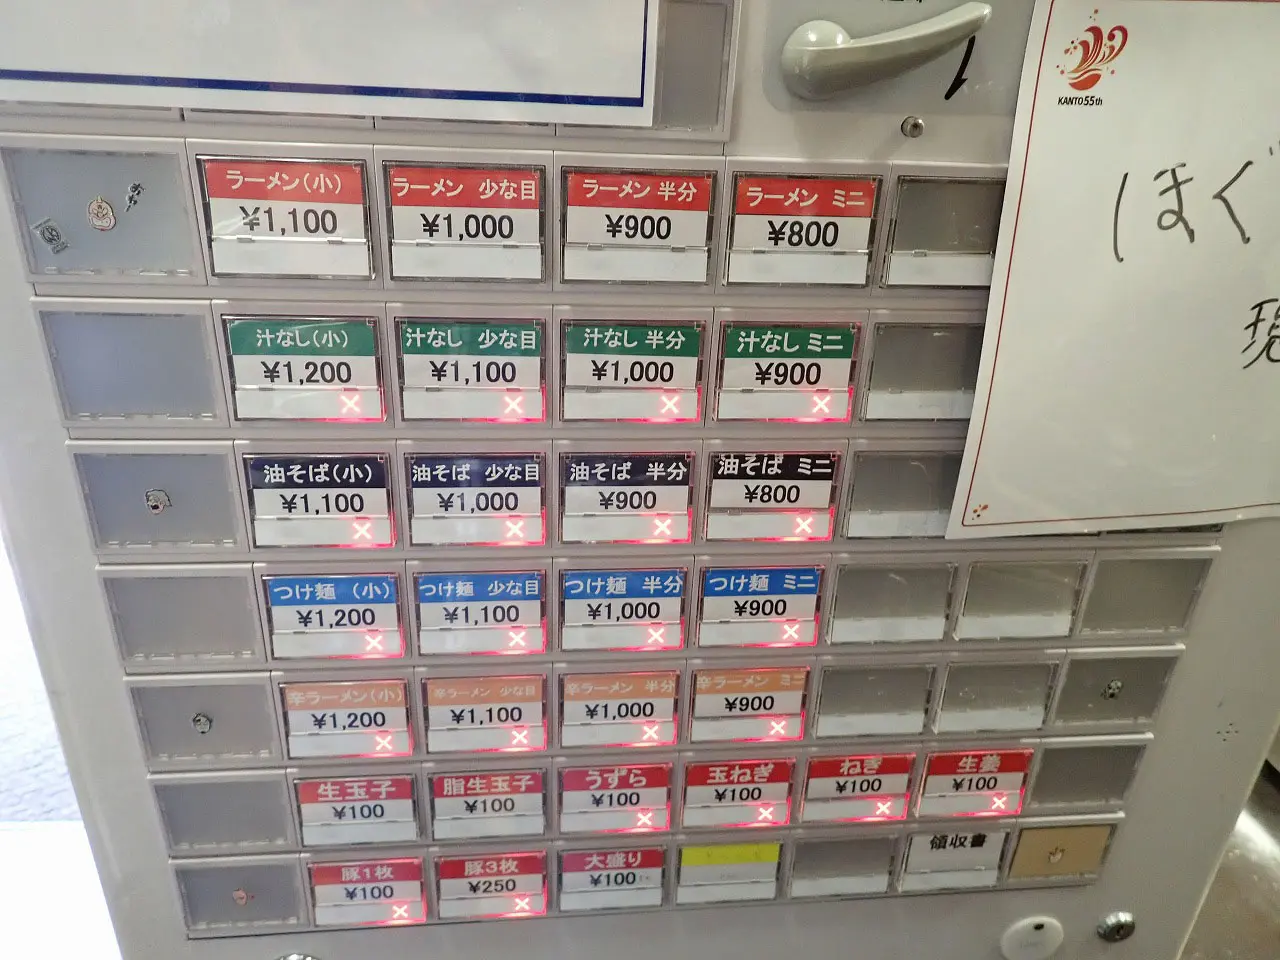 KANTO 55th
ほぐ
現
ラーメン(小)
¥1,100
ラーメン 少な目
¥1,000
ラーメン 半分
¥900
ラーメン ミニ
¥800
汁なし(小)
¥1,200
×
汁なし 少な目
¥1,100
×
汁なし 半分
¥1,000
×
汁なし ミニ
¥900
×
油そば(小)
¥1,100
×
油そば 少な目
¥1,000
×
油そば 半分
¥900
×
油そば ミニ
¥800
×
つけ麺 (小)
¥1,200
×
つけ麺 少な目
¥1,100
×
つけ麺 半分
¥1,000
×
つけ麺 ミニ
¥900
×
辛ラーメン(小)
¥1,200
×
辛ラーメン 少な目
¥1,100
×
辛ラーメン 半分
¥1,000
×
辛ラーメン ミニ
¥900
×
生玉子
¥100
脂生玉子
¥100
うずら
¥100
×
玉ねぎ
¥100
×
ねぎ
¥100
×
生姜
¥100
×
豚1枚
¥100
×
豚3枚
¥250
×
大盛り
¥100
領収書